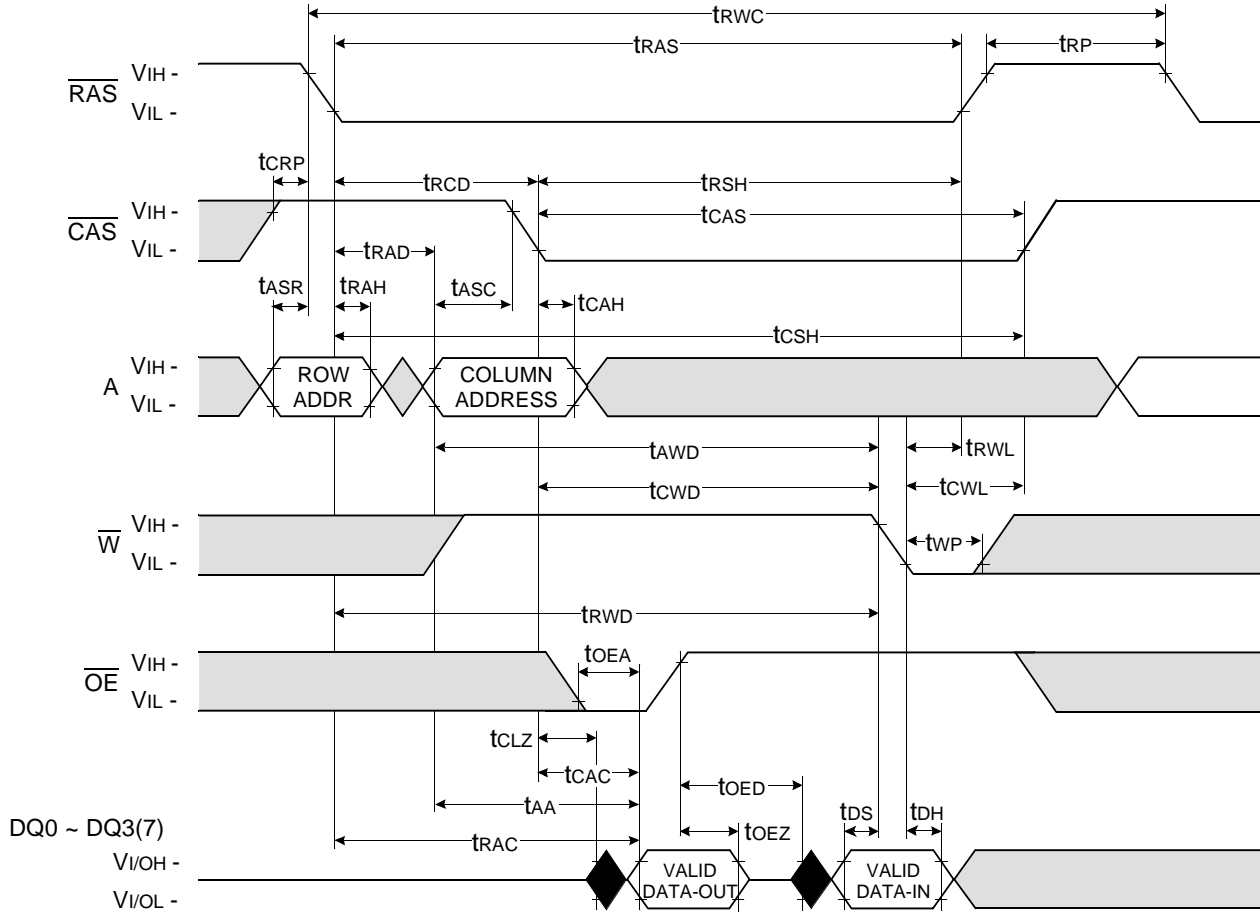 tRWC
tRAS
tRP
RAS
VIH -
VIL -
tCRP
tRCD
tRSH
CAS
VIH -
VIL -
tCAS
tRAD
tASR
tRAH
tASC
tCAH
tCSH
A
VIH -
VIL -
ROW
ADDR
COLUMN
ADDRESS
tAWD
tRWL
tCWD
tCWL
W
VIH -
VIL -
tWP
tRWD
OE
VIH -
VIL -
tOEA
tCLZ
tCAC
tOED
tAA
tDS
tDH
DQ0 ~ DQ3(7)
tRAC
tOEZ
VI/OH -
VI/OL -
VALID
DATA-OUT
VALID
DATA-IN